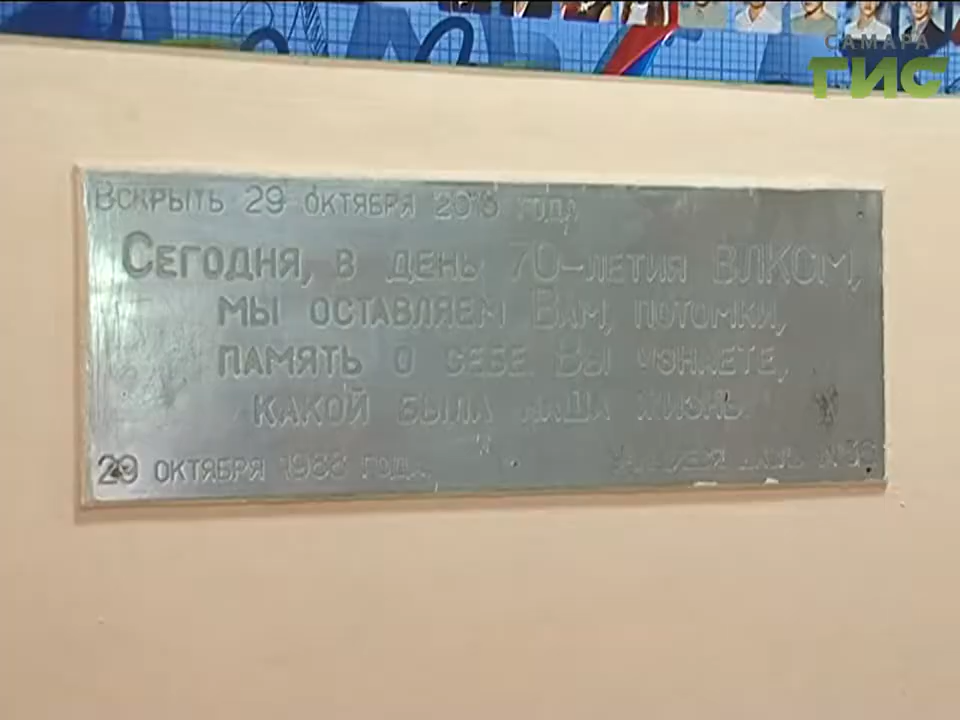 САМАРА
ГИС
Вскрыть 29 октября 2018 года
Сегодня, в день 70-летия ВЛКСМ,
мы оставляем Вам, потомки,
память о себе Вы узнаете,
какой была наша жизнь.
29 октября 1988 года.